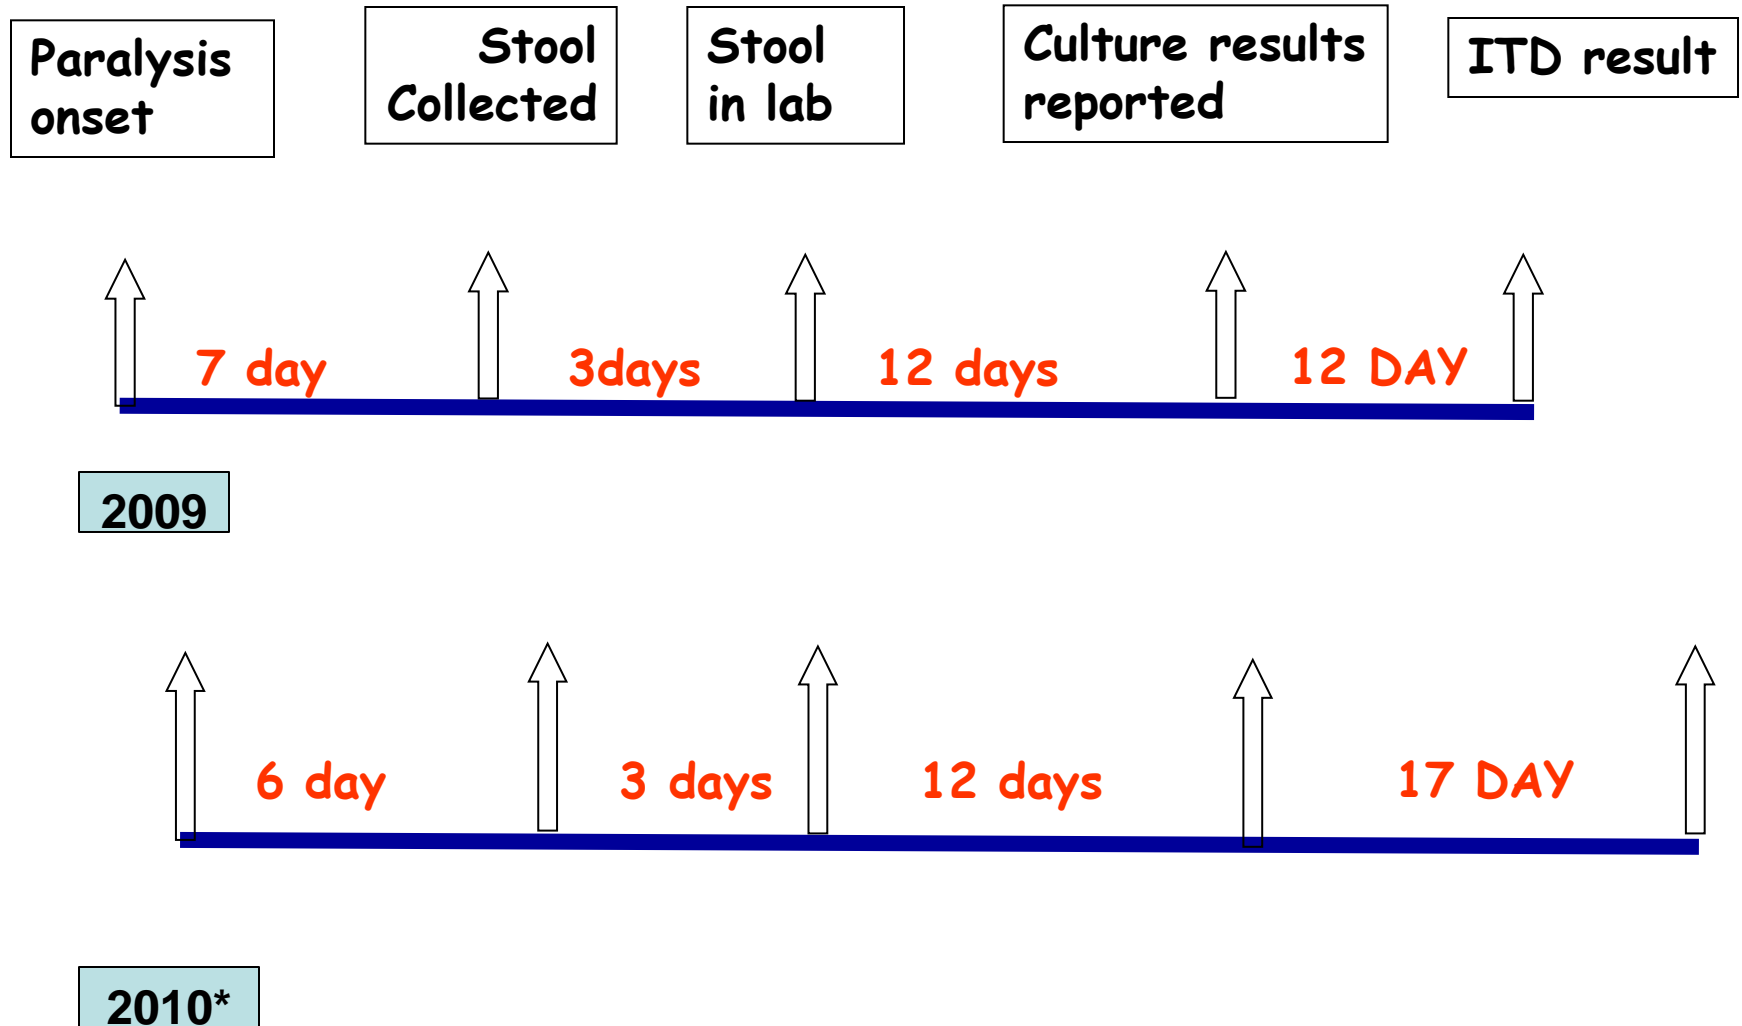 Paralysis
onset
Stool
Collected
Stool
in lab
Culture results
reported
ITD result
7 day
3days
12 days
12 DAY
2009
6 day
3 days
12 days
17 DAY
2010*